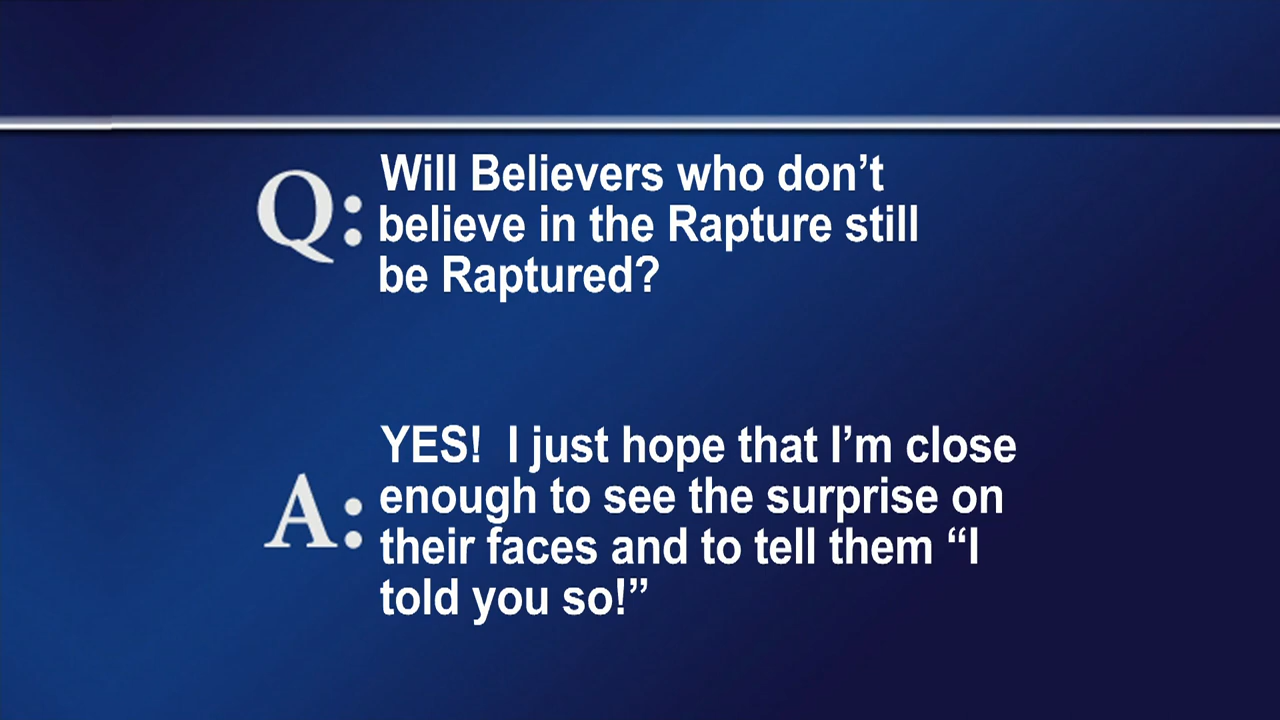 Q: Will Believers who don’t
believe in the Rapture still
be Raptured?
A: YES!  I just hope that I’m close
enough to see the surprise on
their faces and to tell them “I
told you so!”